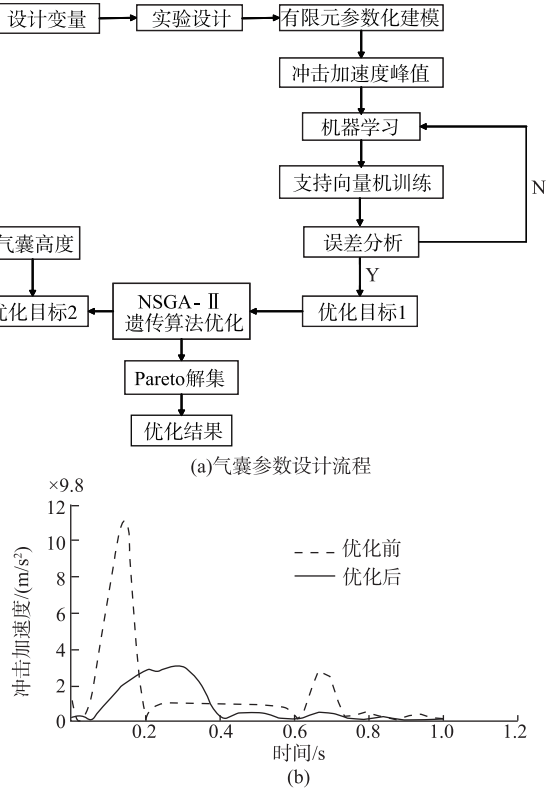 设计变量
实验设计
有限元参数化建模
冲击加速度峰值
机器学习
支持向量机训练
N
误差分析
Y
气囊高度
优化目标1
NSGA-Ⅱ
遗传算法优化
优化目标2
Pareto解集
优化结果
(a)气囊参数设计流程
×9.8
12
10
8
6
4
2
0
冲击加速度/(m/s²)
优化前
优化后
0.2
0.4
0.6
0.8
1.0
1.2
时间/s
(b)